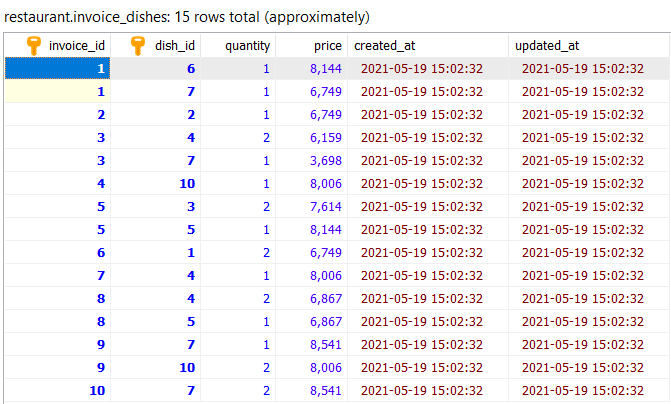 restaurant.invoice_dishes: 15 rows total (approximately)
invoice_id dish_id quantity price created_at updated_at
1 6 1 8,144 2021-05-19 15:02:32 2021-05-19 15:02:32
1 7 1 6,749 2021-05-19 15:02:32 2021-05-19 15:02:32
2 2 1 6,749 2021-05-19 15:02:32 2021-05-19 15:02:32
3 4 2 6,159 2021-05-19 15:02:32 2021-05-19 15:02:32
3 7 1 3,698 2021-05-19 15:02:32 2021-05-19 15:02:32
4 10 1 8,006 2021-05-19 15:02:32 2021-05-19 15:02:32
5 3 2 7,614 2021-05-19 15:02:32 2021-05-19 15:02:32
5 5 1 8,144 2021-05-19 15:02:32 2021-05-19 15:02:32
6 1 2 6,749 2021-05-19 15:02:32 2021-05-19 15:02:32
7 4 1 8,006 2021-05-19 15:02:32 2021-05-19 15:02:32
8 4 2 6,867 2021-05-19 15:02:32 2021-05-19 15:02:32
8 5 1 6,867 2021-05-19 15:02:32 2021-05-19 15:02:32
9 7 1 8,541 2021-05-19 15:02:32 2021-05-19 15:02:32
9 10 2 8,006 2021-05-19 15:02:32 2021-05-19 15:02:32
10 7 2 8,541 2021-05-19 15:02:32 2021-05-19 15:02:32